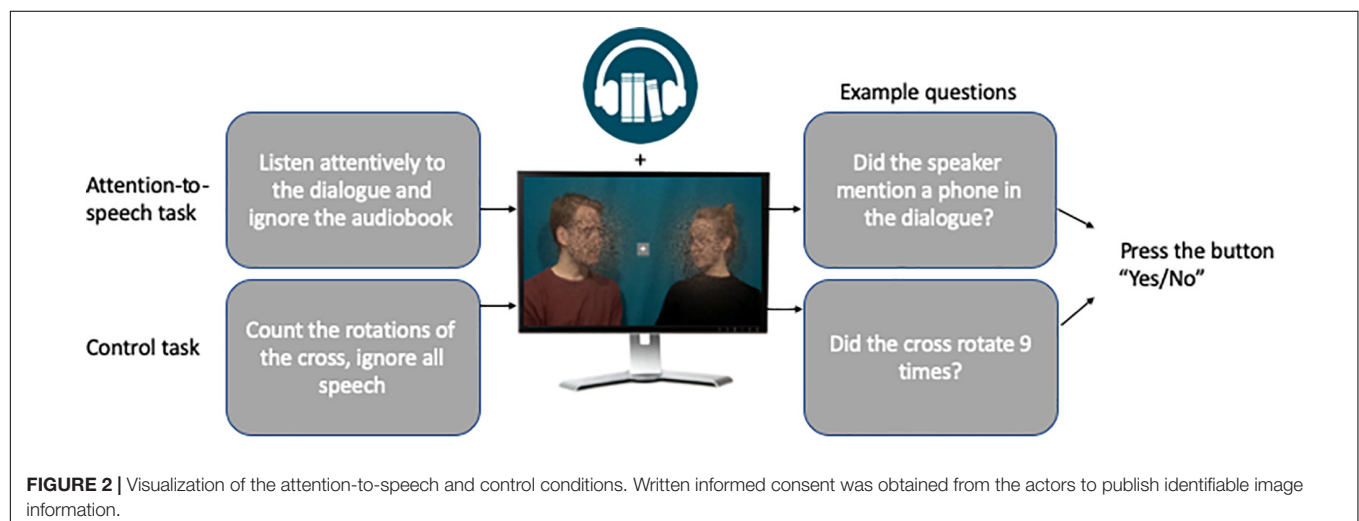 Example questions
Attention-to-
speech task
Listen attentively to
the dialogue and
ignore the audiobook
+
Did the speaker
mention a phone in
the dialogue?
Press the button
“Yes/No”
Control task
Count the rotations of
the cross, ignore all
speech
Did the cross rotate 9
times?
FIGURE 2 | Visualization of the attention-to-speech and control conditions. Written informed consent was obtained from the actors to publish identifiable image
information.